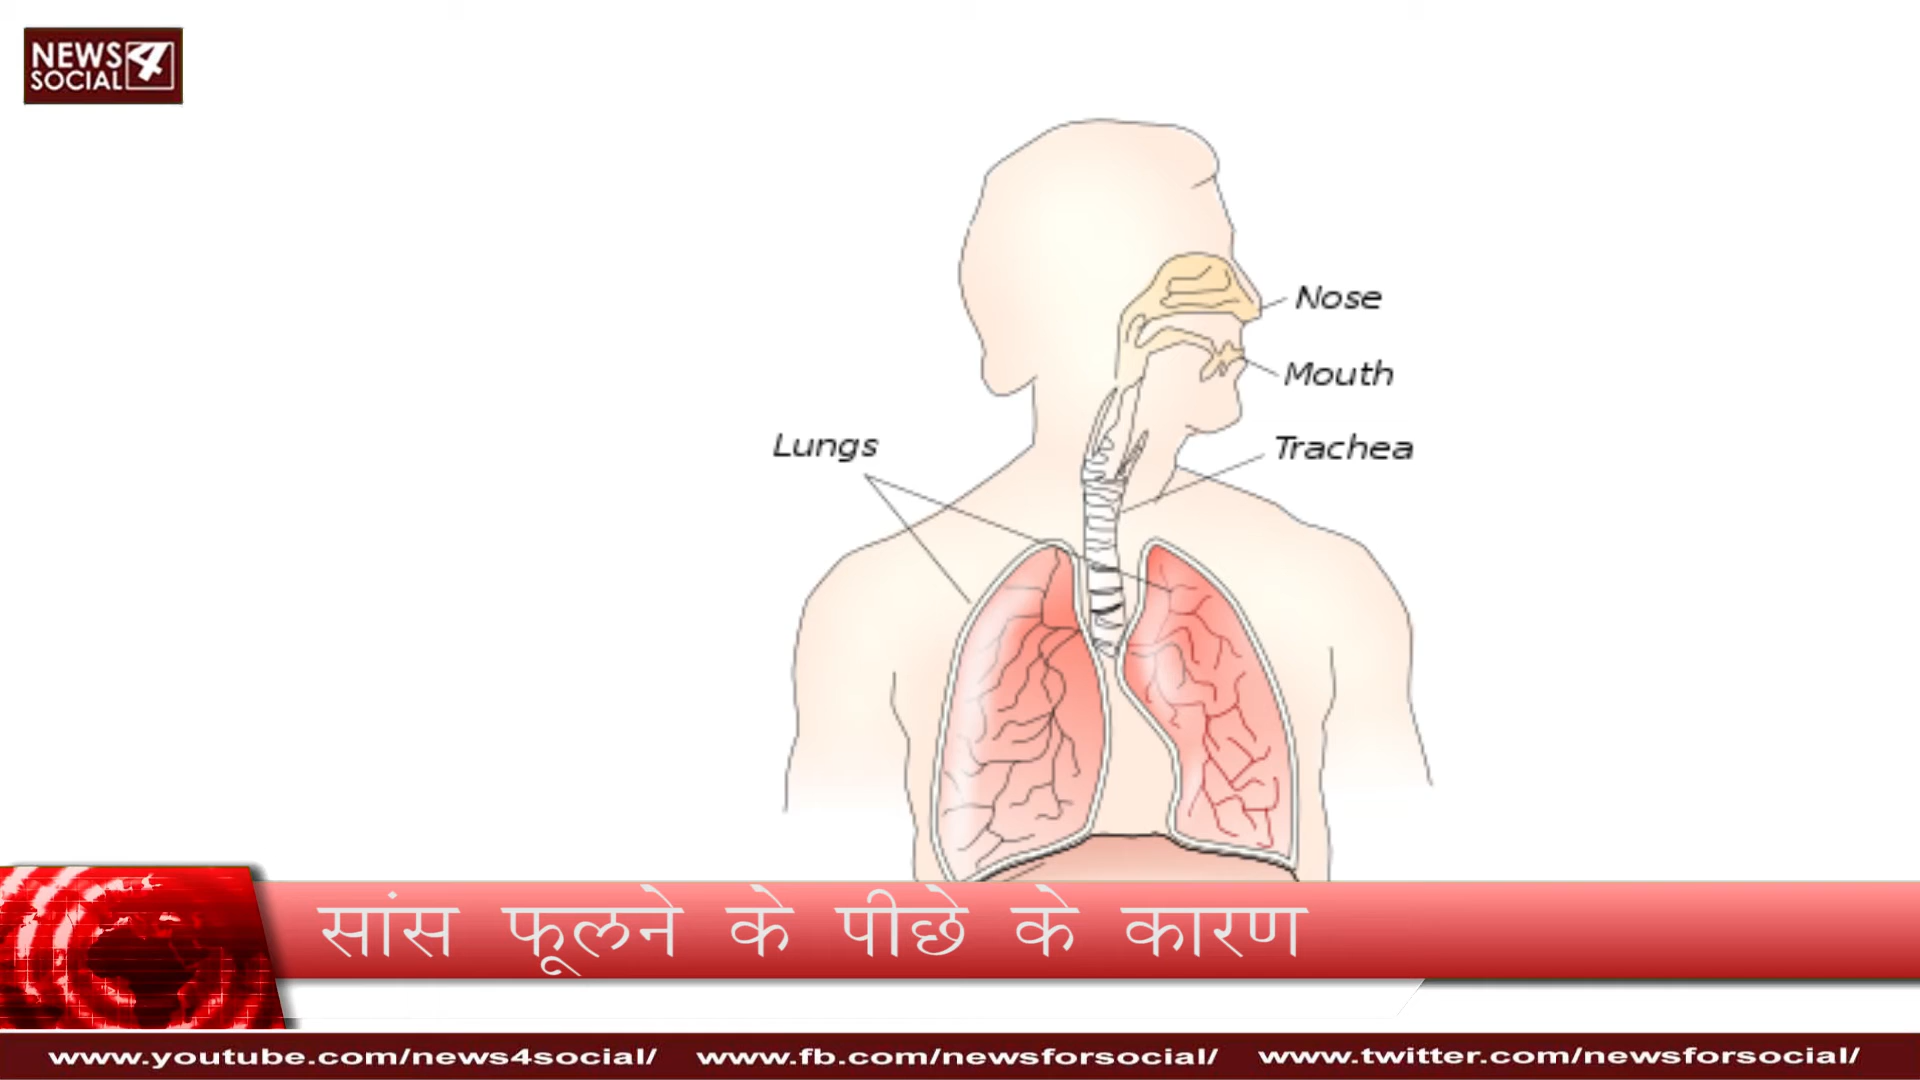 NEWS 4
SOCIAL
Nose
Mouth
Lungs
Trachea
सांस फूलने के पीछे के कारण
www.youtube.com/news4social/ www.fb.com/newsforsocial/ www.twitter.com/newsforsocial/